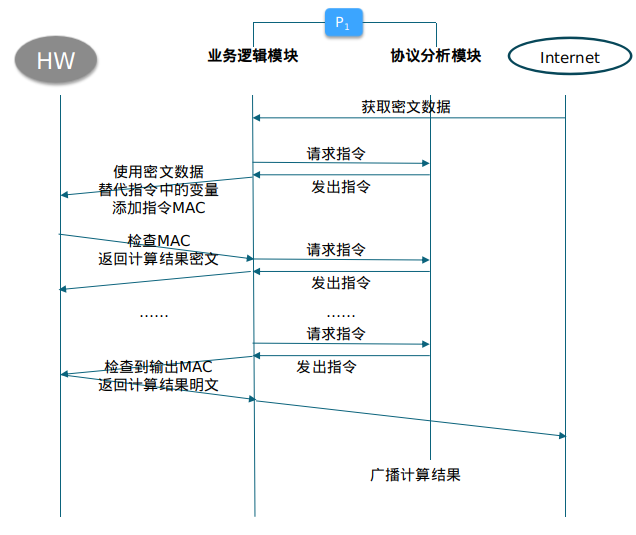 P1
HW
业务逻辑模块
协议分析模块
Internet
获取密文数据
请求指令
使用密文数据
替代指令中的变量
添加指令MAC
发出指令
检查MAC
返回计算结果密文
请求指令
发出指令
……
……
请求指令
检查到输出MAC
返回计算结果明文
发出指令
广播计算结果